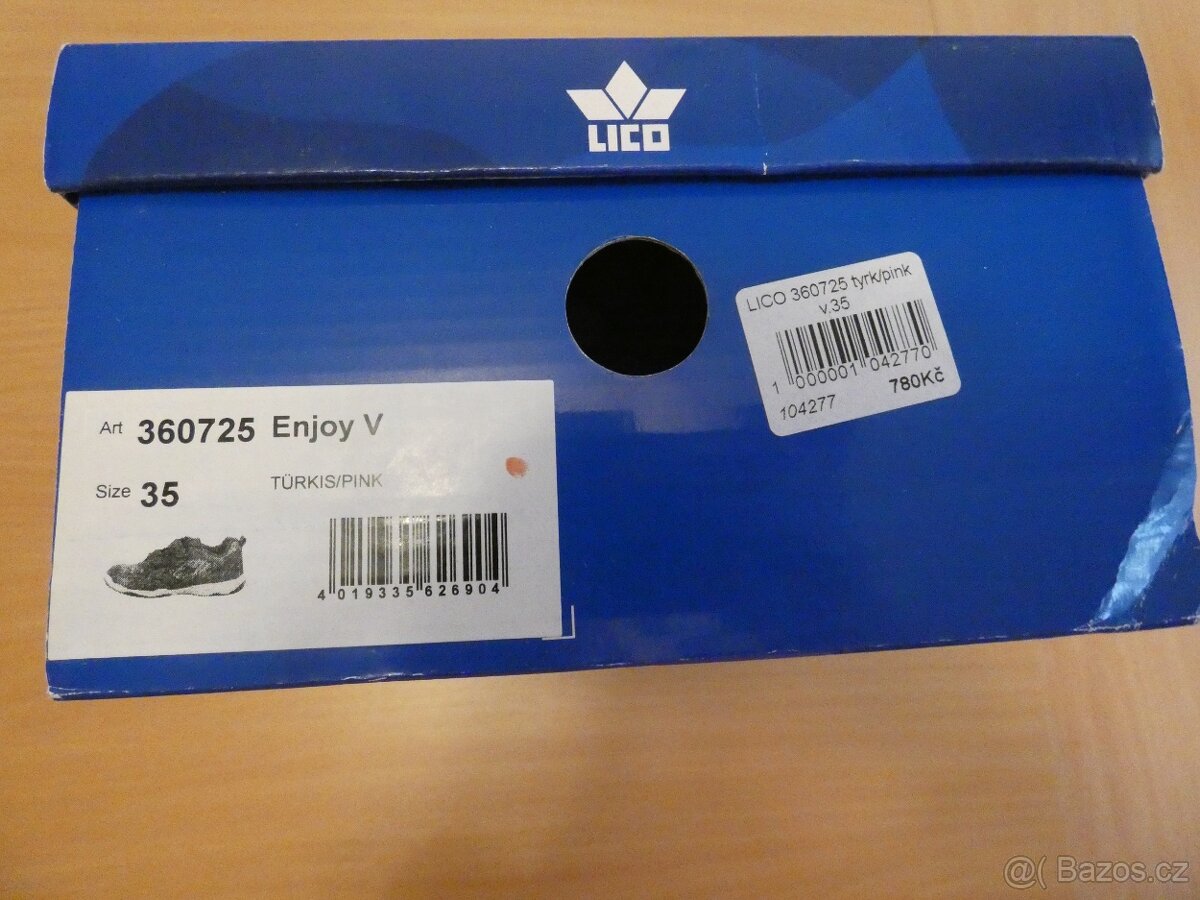 LICO
LICO 360725 tyrk/pink
v.35
1 000001 042770
104277 780Kč
Art 360725 Enjoy V
Size 35 TÜRKIS/PINK
4 019335 626904
@( Bazos.cz